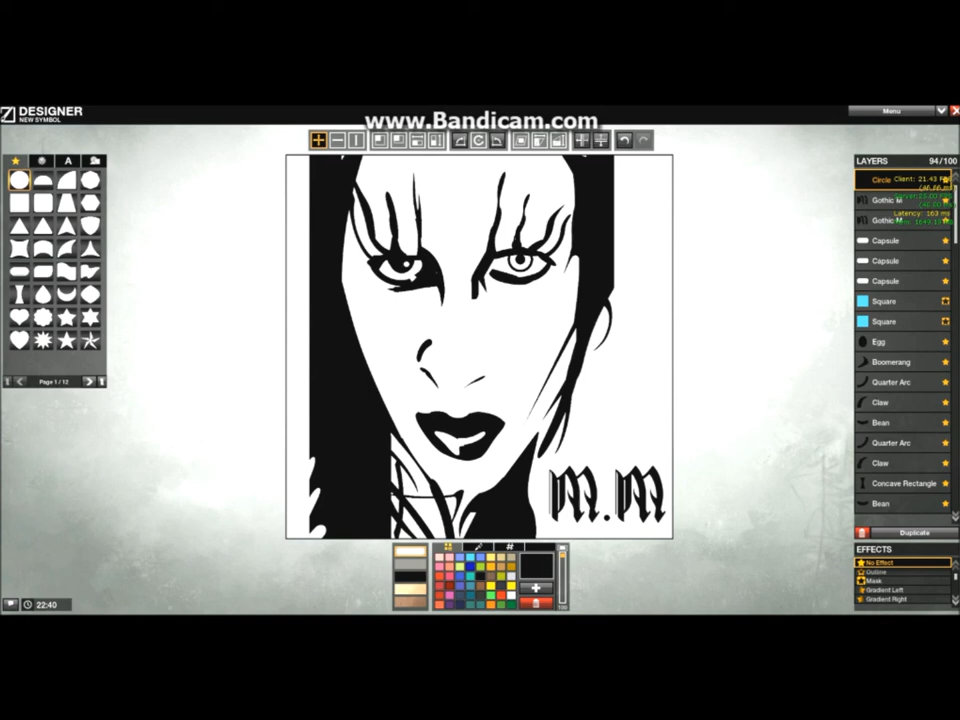 www.Bandicam.com
DESIGNER
NEW SYMBOL
Menu
A
LAYERS 94/100
Circle
Client: 21.43
Gothic M
Gothic M
Latency: 163 ms
Capsule
Capsule
Capsule
Square
Square
Egg
Boomerang
Quarter Arc
Claw
Bean
Quarter Arc
Claw
Concave Rectangle
Bean
Page 1 / 12
m.m
Duplicate
EFFECTS
No Effect
Outline
Mask
Gradient Left
Gradient Right
#
100
22:40